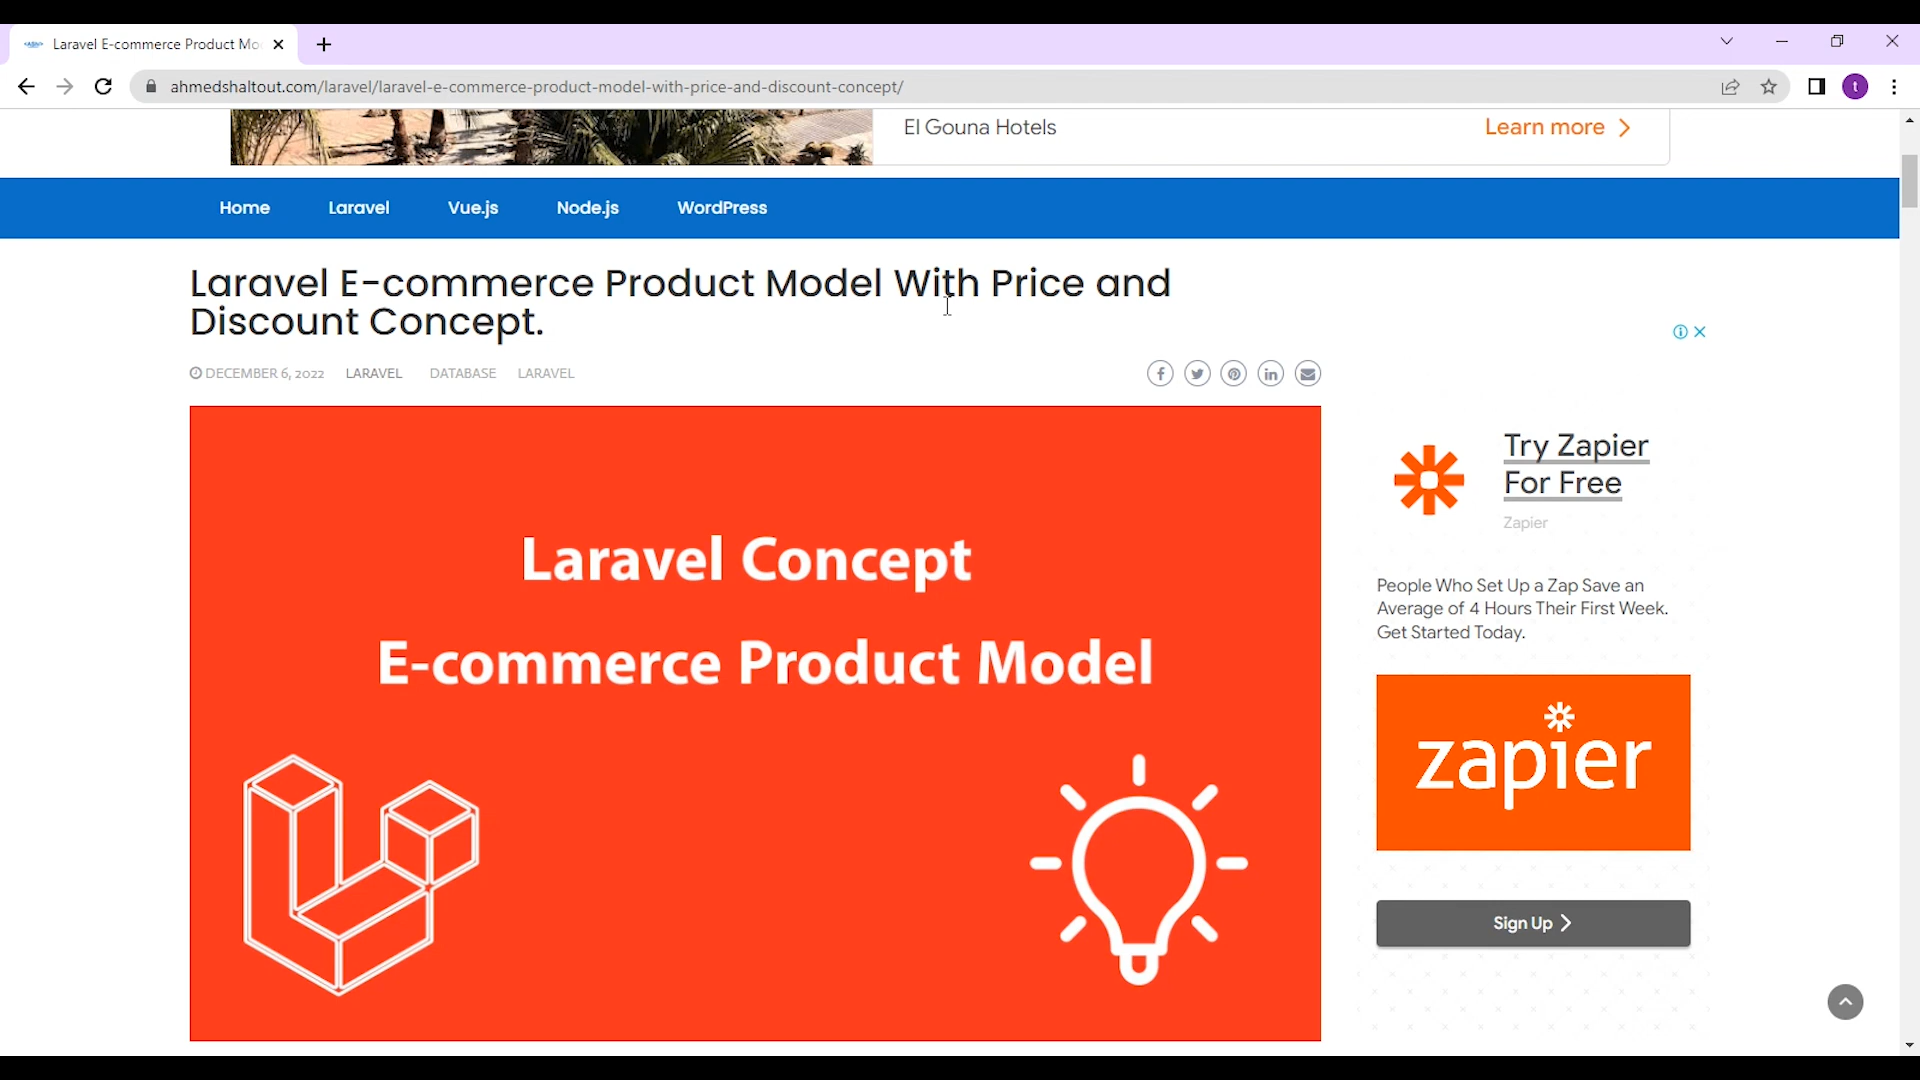 Laravel E-commerce Product Mo
ahmedshaltout.com/laravel/laravel-e-commerce-product-model-with-price-and-discount-concept/
t
El Gouna Hotels
Learn more
Home Laravel Vue.js Node.js WordPress
Laravel E-commerce Product Model With Price and
Discount Concept.
DECEMBER 6, 2022 LARAVEL DATABASE LARAVEL
Laravel Concept
E-commerce Product Model
Try Zapier
For Free
Zapier
People Who Set Up a Zap Save an
Average of 4 Hours Their First Week.
Get Started Today.
zapier
Sign Up